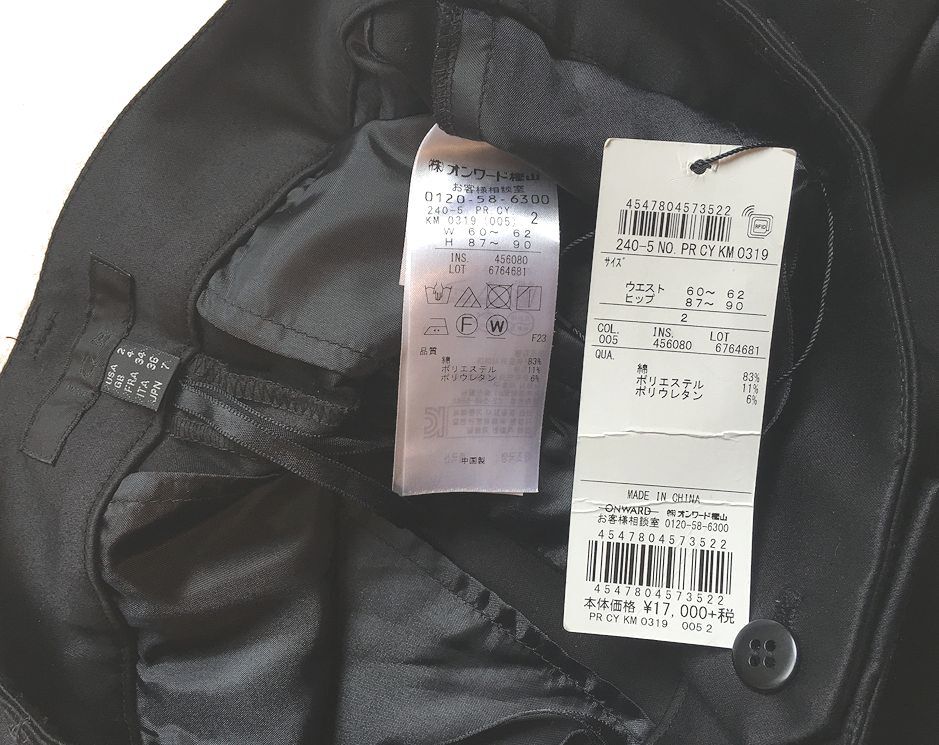 ㈱オンワード樫山
お客様相談室
0120-58-6300
240-5 PR CY
KM 0319 (005) 2
W 60～ 62
H 87～ 90
INS. 456080
LOT 6764681
F
W
F23
品質
綿 83%
ポリエステル 11%
ポリウレタン 6%
中国製
USA 2
GB 4
FRA 34
ITA 36
JPN 7
4547804573522
RFID
240-5 NO. PR CY KM 0319
サイズ
ウエスト 60～ 62
ヒップ 87～ 90
2
COL. INS. LOT
005 456080 6764681
QUA.
綿 83%
ポリエステル 11%
ポリウレタン 6%
MADE IN CHINA
ONWARD ㈱オンワード樫山
お客様相談室 0120-58-6300
4547804573522
4547804573522
本体価格 ¥17,000+税
PR CY KM 0319 005 2